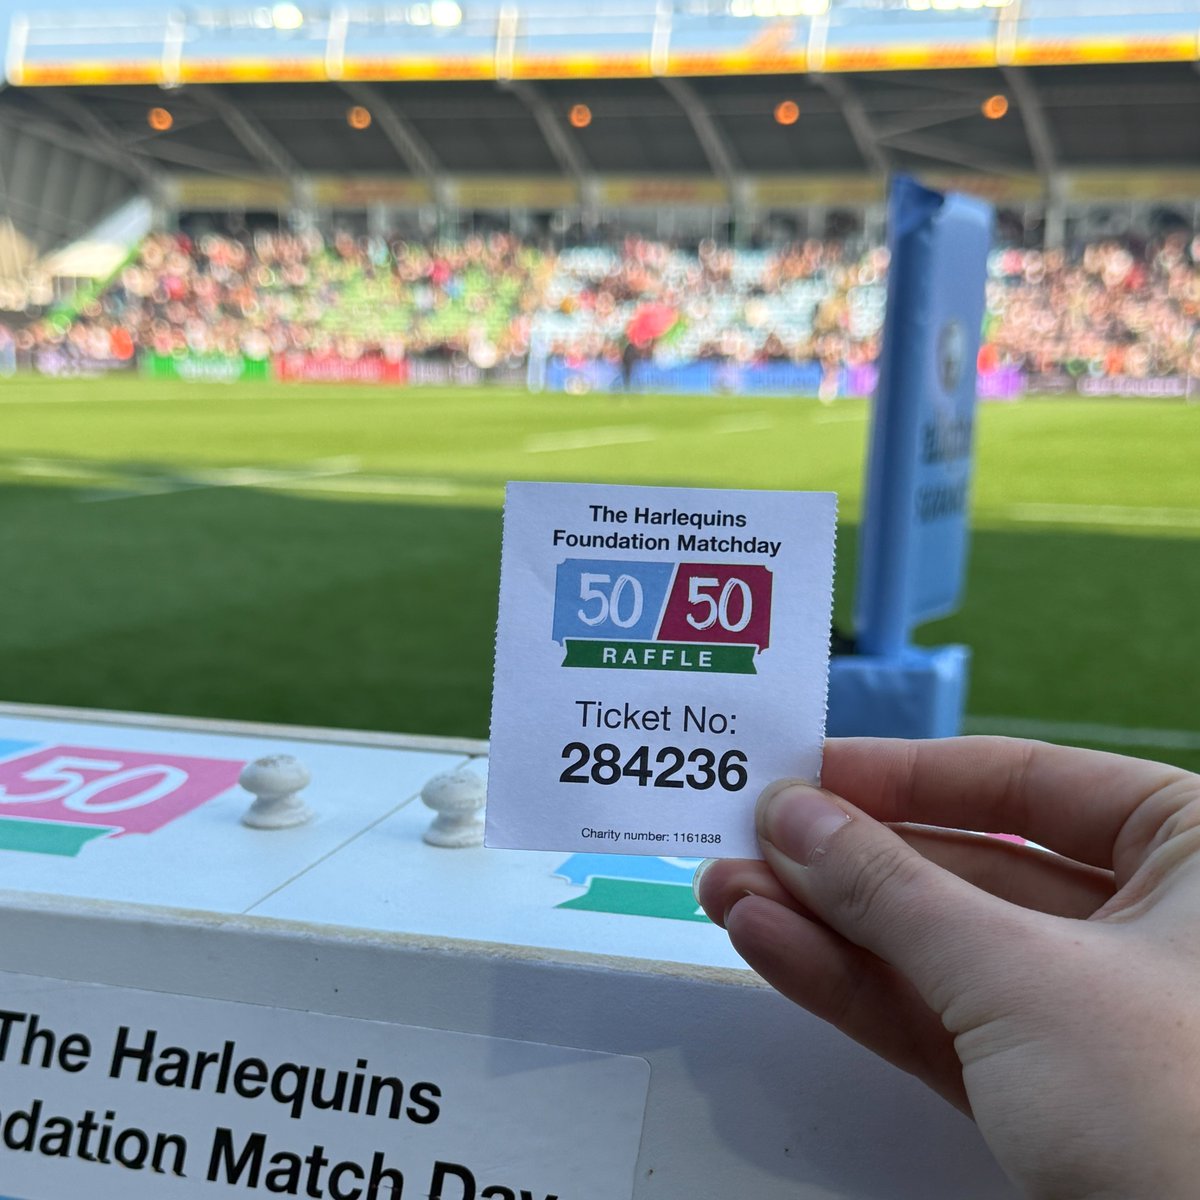 The Harlequins
Foundation Matchday
50 50
RAFFLE
Ticket No:
284236
Charity number: 1161838
50
The Harlequins
dation Match Day